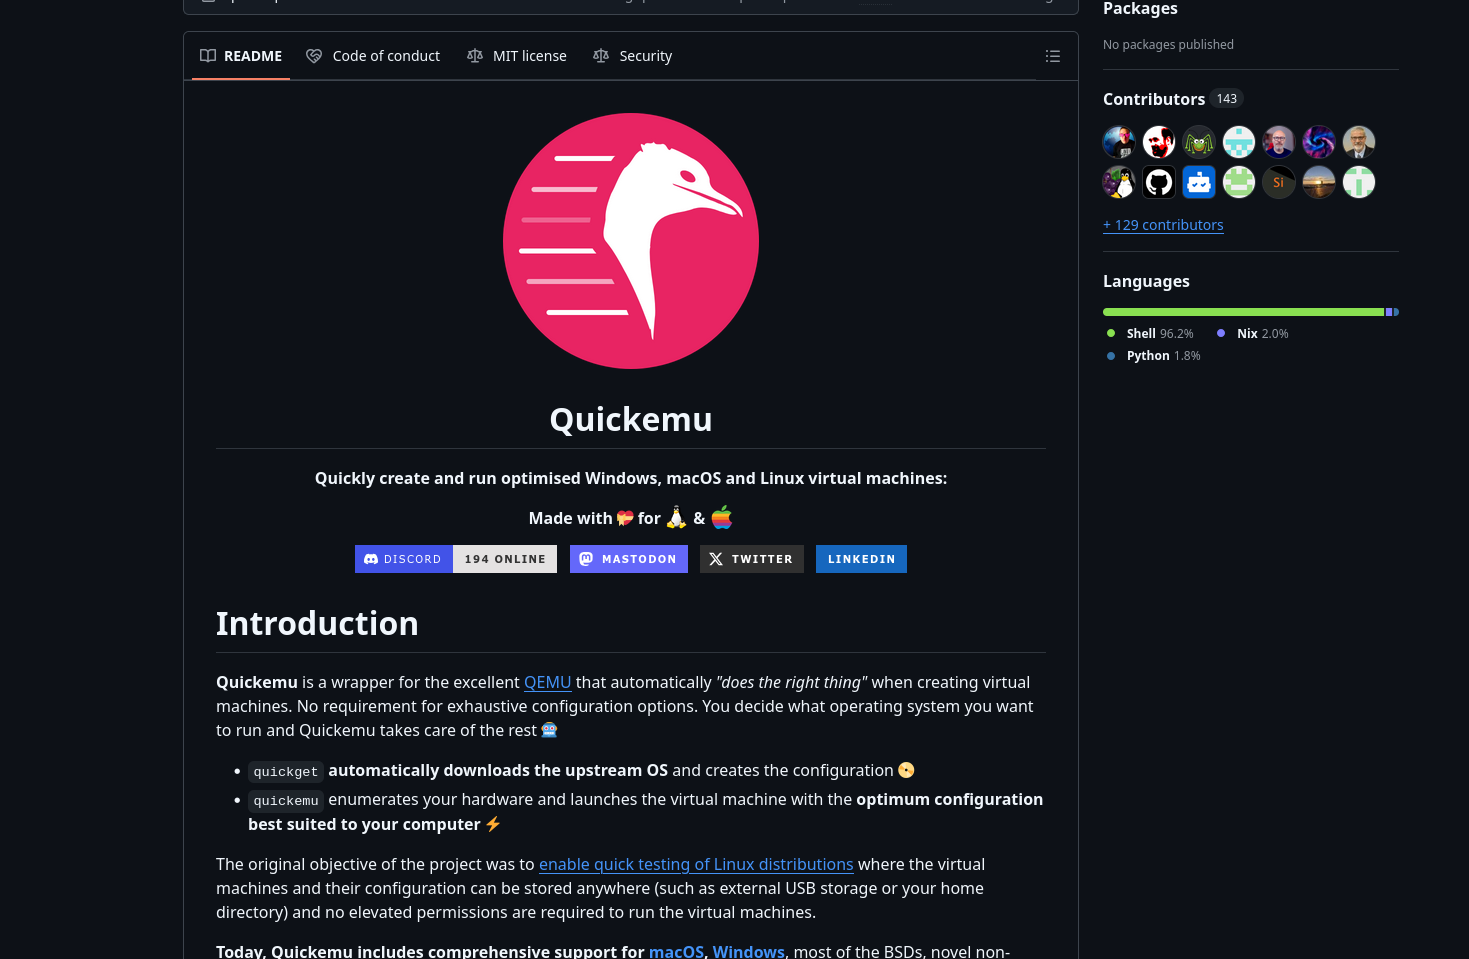 README
Code of conduct
MIT license
Security
Quickemu
Quickly create and run optimised Windows, macOS and Linux virtual machines:
Made with 💝 for 🐧 & 🍎
DISCORD 194 ONLINE
MASTODON
TWITTER
LINKEDIN
Introduction
Quickemu is a wrapper for the excellent QEMU that automatically "does the right thing" when creating virtual
machines. No requirement for exhaustive configuration options. You decide what operating system you want
to run and Quickemu takes care of the rest 🤖
• quickget automatically downloads the upstream OS and creates the configuration 📀
• quickemu enumerates your hardware and launches the virtual machine with the optimum configuration
best suited to your computer ⚡
The original objective of the project was to enable quick testing of Linux distributions where the virtual
machines and their configuration can be stored anywhere (such as external USB storage or your home
directory) and no elevated permissions are required to run the virtual machines.
Today, Quickemu includes comprehensive support for macOS, Windows, most of the BSDs, novel non-
Packages
No packages published
Contributors 143
Si
+ 129 contributors
Languages
Shell 96.2%
Nix 2.0%
Python 1.8%